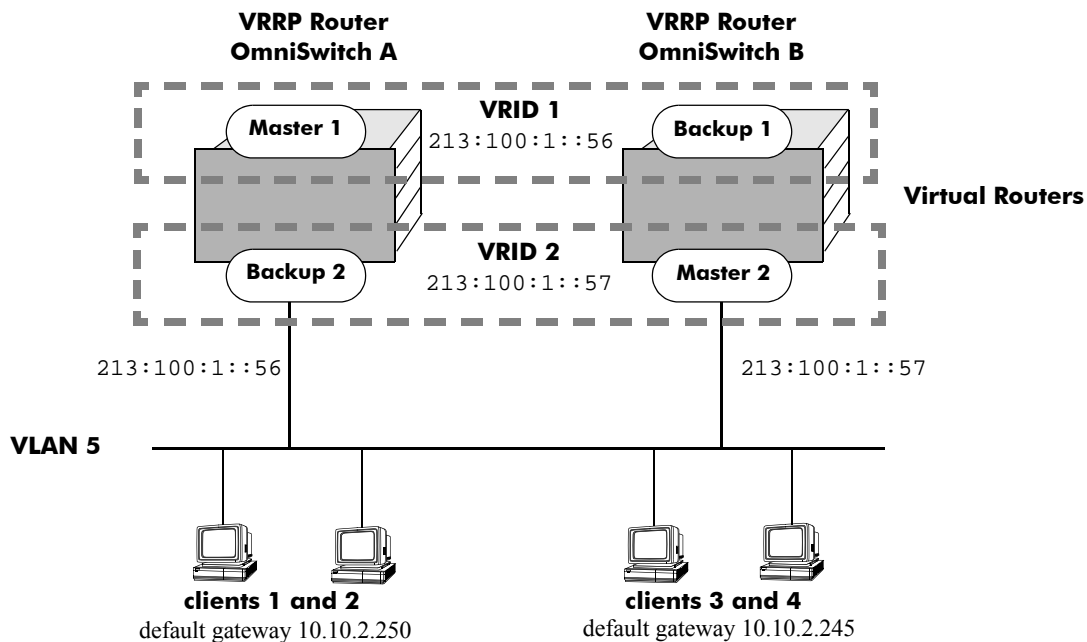 VRRP Router
OmniSwitch A
VRRP Router
OmniSwitch B
VRID 1
Master 1
213:100:1::56
Backup 1
Virtual Routers
VRID 2
Backup 2
213:100:1::57
Master 2
213:100:1::56
213:100:1::57
VLAN 5
clients 1 and 2
default gateway 10.10.2.250
clients 3 and 4
default gateway 10.10.2.245